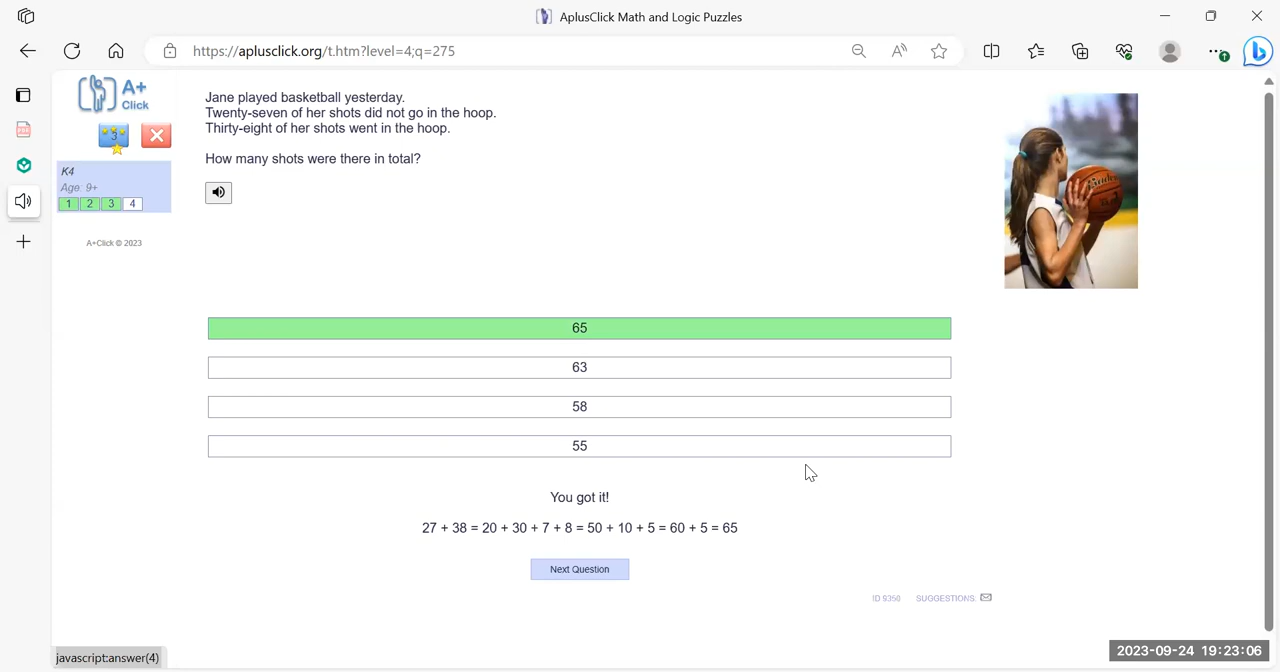 AplusClick Math and Logic Puzzles
https://aplusclick.org/t.htm?level=4;q=275
A+
Click
3
K4
Age: 9+
1 2 3 4
A+Click © 2023
Jane played basketball yesterday.
Twenty-seven of her shots did not go in the hoop.
Thirty-eight of her shots went in the hoop.
How many shots were there in total?
65
63
58
55
You got it!
27 + 38 = 20 + 30 + 7 + 8 = 50 + 10 + 5 = 60 + 5 = 65
Next Question
ID 9350 SUGGESTIONS:
javascript:answer(4)
2023-09-24 19:23:06